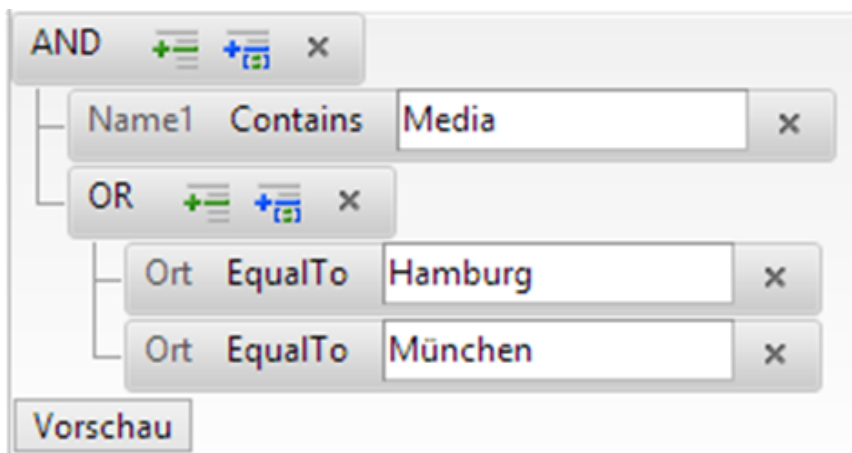 AND
Name1 Contains Media
OR
Ort EqualTo Hamburg
Ort EqualTo München
Vorschau